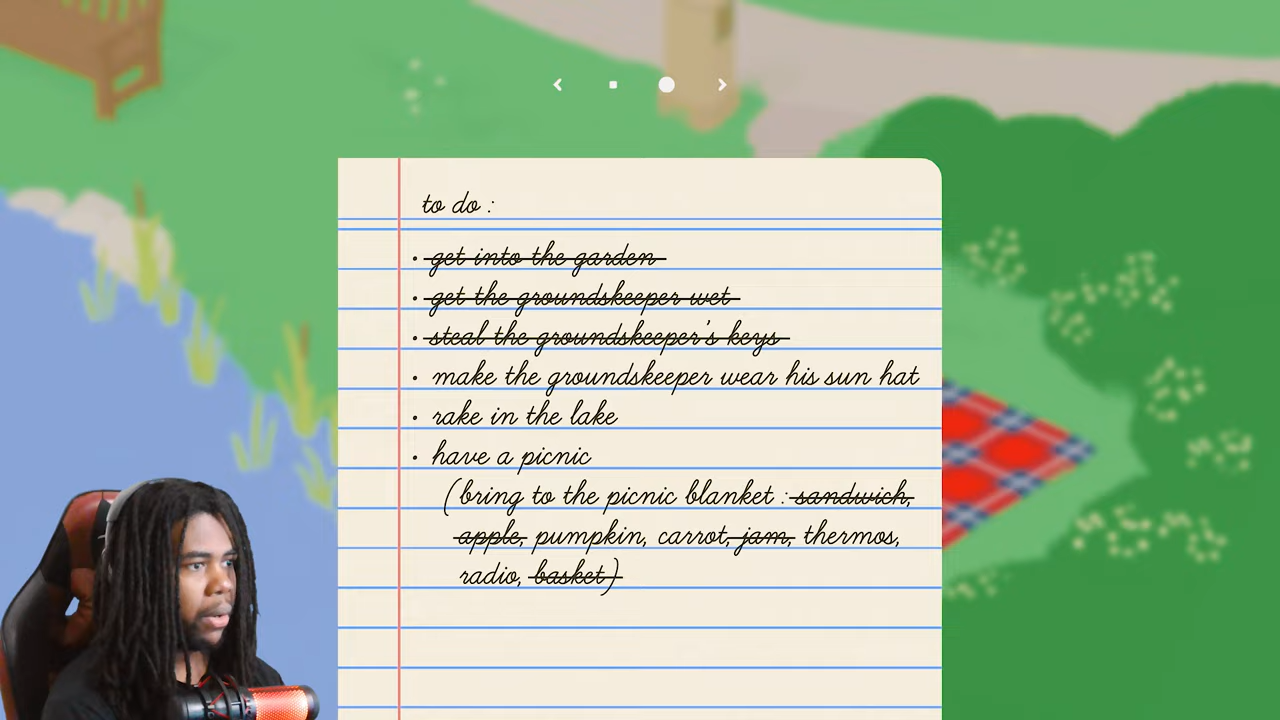 to do :
• get into the garden
• get the groundskeeper wet
• steal the groundskeeper's keys
• make the groundskeeper wear his sun hat
• rake in the lake
• have a picnic
(bring to the picnic blanket : sandwich,
apple, pumpkin, carrot, jam, thermos,
radio, basket)